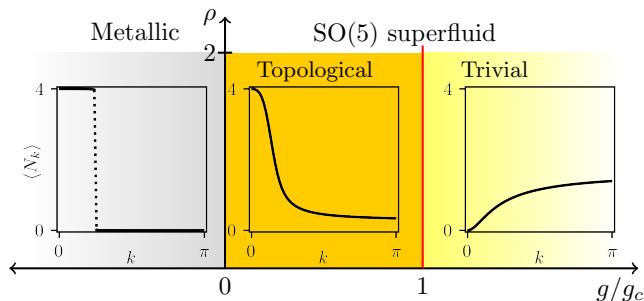 ρ
Metallic
SO(5) superfluid
2
Topological
Trivial
4
4
4
⟨N_k⟩
0
0
0
0
k
π
0
k
π
0
k
π
0
1
g/g_c